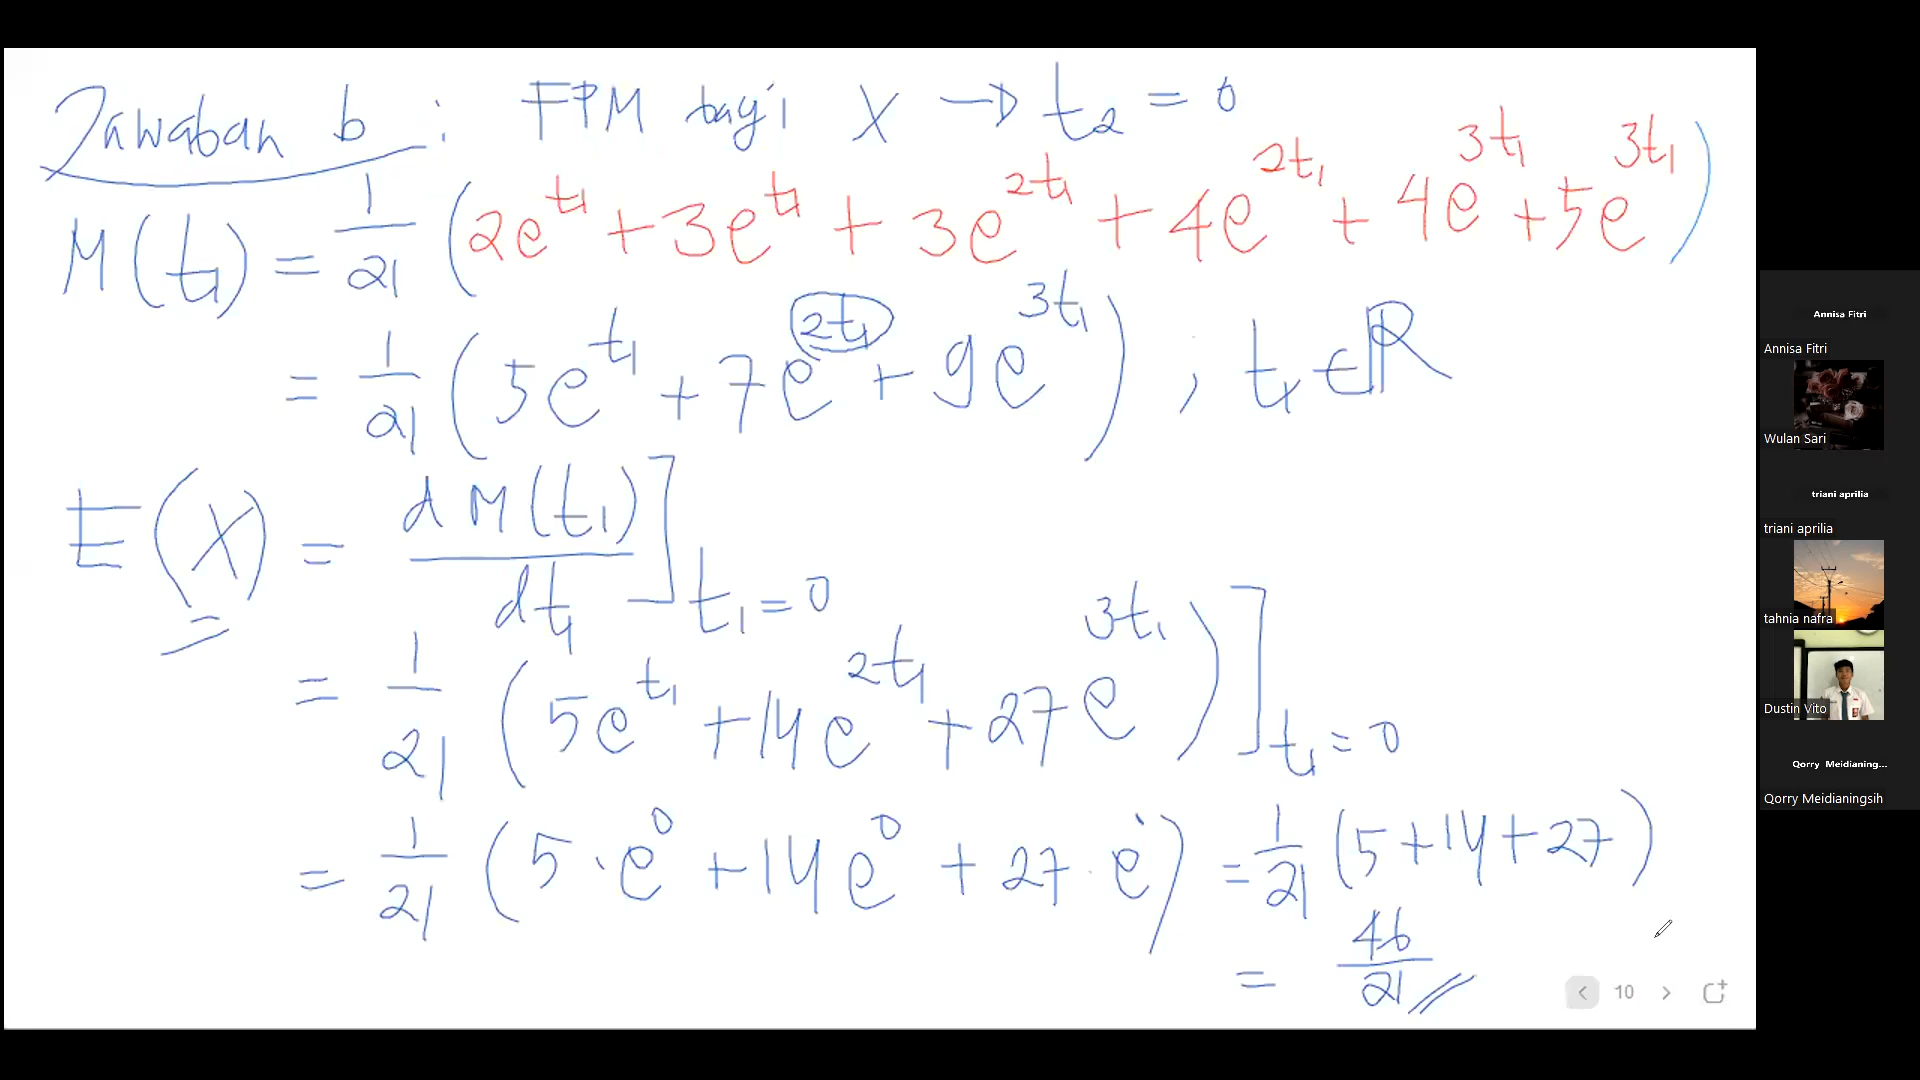 Jawaban b : FPM bagi X → t₂ = 0
M(t₁) = 1/21 (2e^{t₁} + 3e^{t₁} + 3e^{2t₁} + 4e^{2t₁} + 4e^{3t₁} + 5e^{3t₁})
= 1/21 (5e^{t₁} + 7e^{2t₁} + 9e^{3t₁}) ; t₁ ∈ ℝ
E(X) = dM(t₁)/dt₁ ]_{t₁=0}
= 1/21 (5e^{t₁} + 14e^{2t₁} + 27e^{3t₁}) ]_{t₁=0}
= 1/21 (5 · e^0 + 14e^0 + 27 · e^0) = 1/21 (5 + 14 + 27)
= 46/21
10
Annisa Fitri
Annisa Fitri
Wulan Sari
triani aprilia
triani aprilia
tahnia nafra
Dustin Vito
Qorry Meidianing...
Qorry Meidianingsih